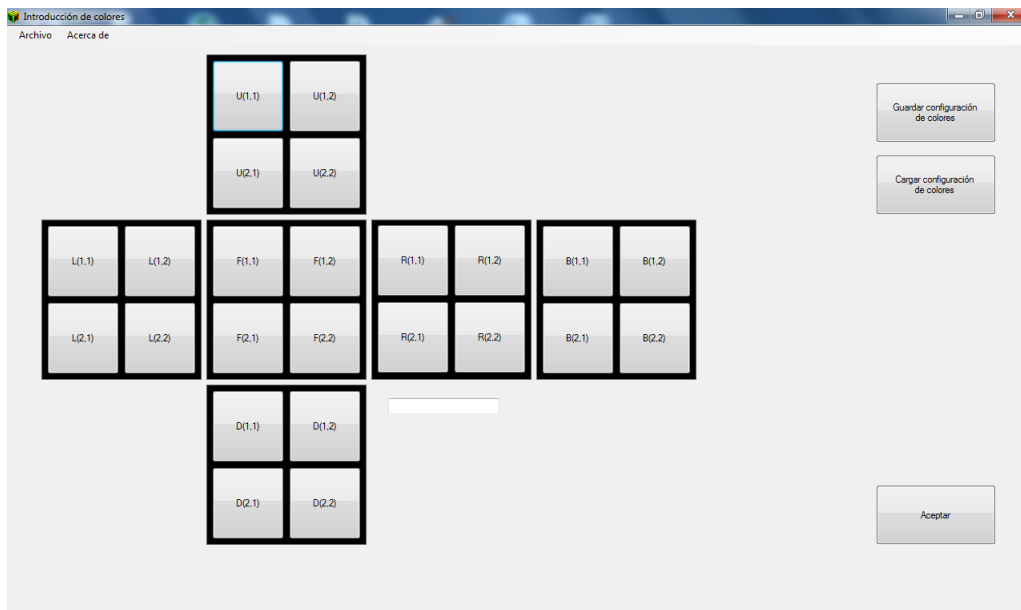 Introducción de colores
Archivo Acerca de
U(1,1) U(1,2)
Guardar configuración
de colores
U(2,1) U(2,2)
Cargar configuración
de colores
L(1,1) L(1,2) F(1,1) F(1,2) R(1,1) R(1,2) B(1,1) B(1,2)
L(2,1) L(2,2) F(2,1) F(2,2) R(2,1) R(2,2) B(2,1) B(2,2)
D(1,1) D(1,2)
D(2,1) D(2,2)
Aceptar